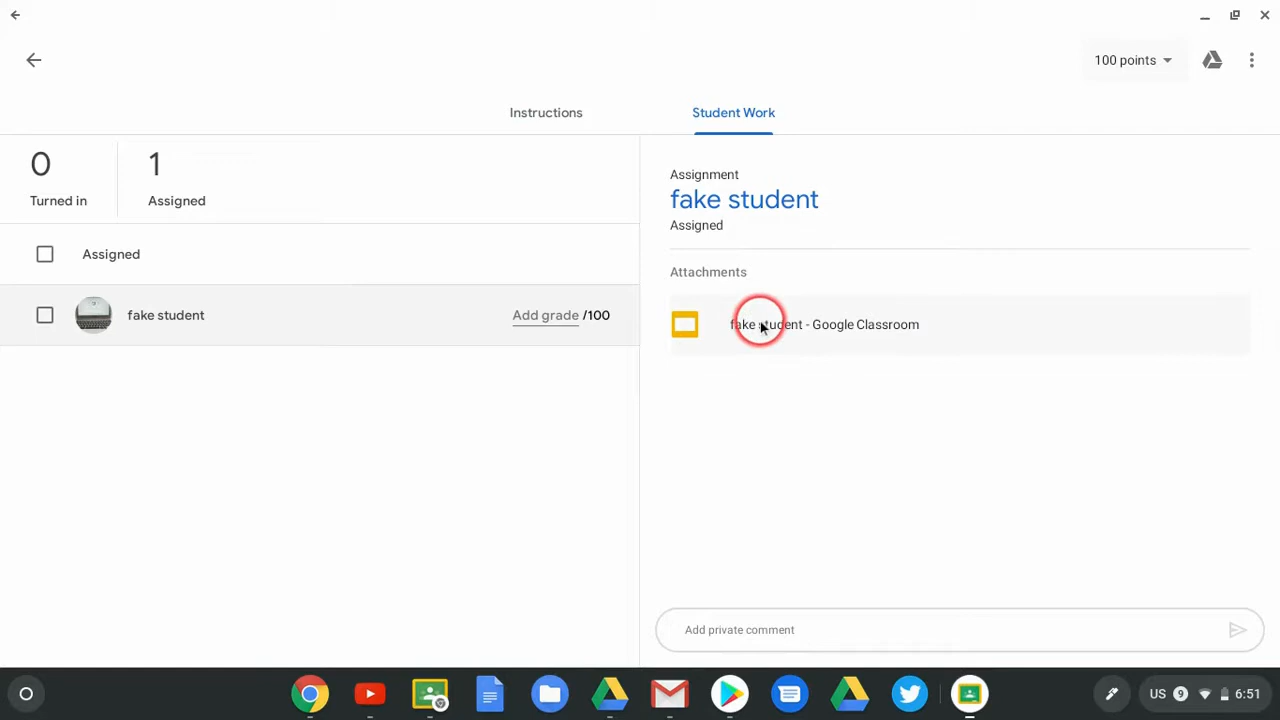 100 points
Instructions
Student Work
0
Turned in
1
Assigned
Assigned
fake student
Add grade /100
Assignment
fake student
Assigned
Attachments
fake student - Google Classroom
Add private comment
US 9 6:51